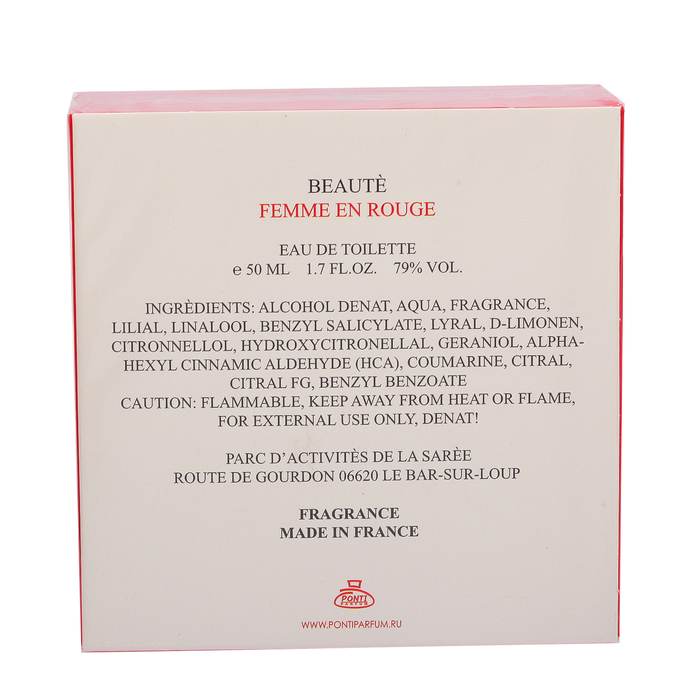 BEAUTÈ
FEMME EN ROUGE
EAU DE TOILETTE
℮ 50 ML 1.7 FL.OZ. 79% VOL.
INGRÈDIENTS: ALCOHOL DENAT, AQUA, FRAGRANCE,
LILIAL, LINALOOL, BENZYL SALICYLATE, LYRAL, D-LIMONEN,
CITRONNELLOL, HYDROXYCITRONELLAL, GERANIOL, ALPHA-
HEXYL CINNAMIC ALDEHYDE (HCA), COUMARINE, CITRAL,
CITRAL FG, BENZYL BENZOATE
CAUTION: FLAMMABLE, KEEP AWAY FROM HEAT OR FLAME,
FOR EXTERNAL USE ONLY, DENAT!
PARC D’ACTIVITÈS DE LA SARÈE
ROUTE DE GOURDON 06620 LE BAR-SUR-LOUP
FRAGRANCE
MADE IN FRANCE
PONTI
PARFUM
WWW.PONTIPARFUM.RU